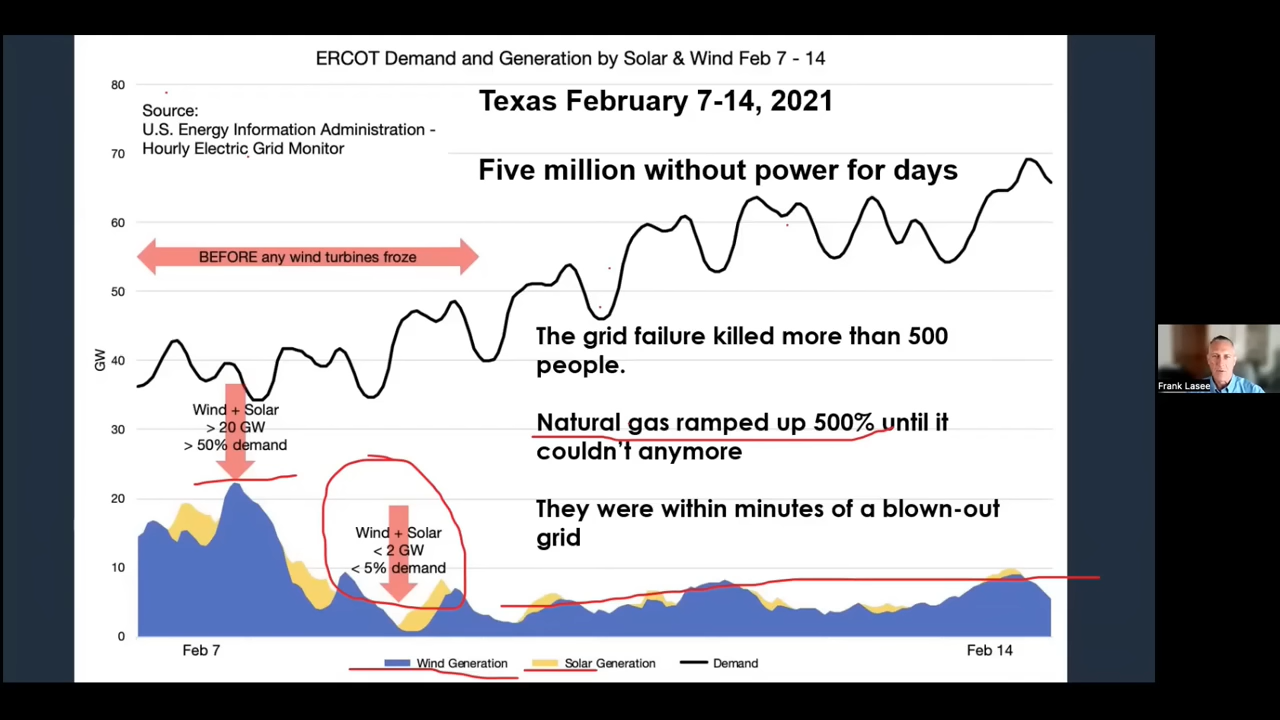 ERCOT Demand and Generation by Solar & Wind Feb 7 - 14
80
Source:
U.S. Energy Information Administration -
Hourly Electric Grid Monitor
Texas February 7-14, 2021
70
Five million without power for days
60
BEFORE any wind turbines froze
50
The grid failure killed more than 500
people.
GW
40
Wind + Solar
> 20 GW
> 50% demand
30
Natural gas ramped up 500% until it
couldn't anymore
20
They were within minutes of a blown-out
grid
Wind + Solar
< 2 GW
< 5% demand
10
0
Feb 7
Feb 14
Wind Generation
Solar Generation
Demand
Frank Lasee